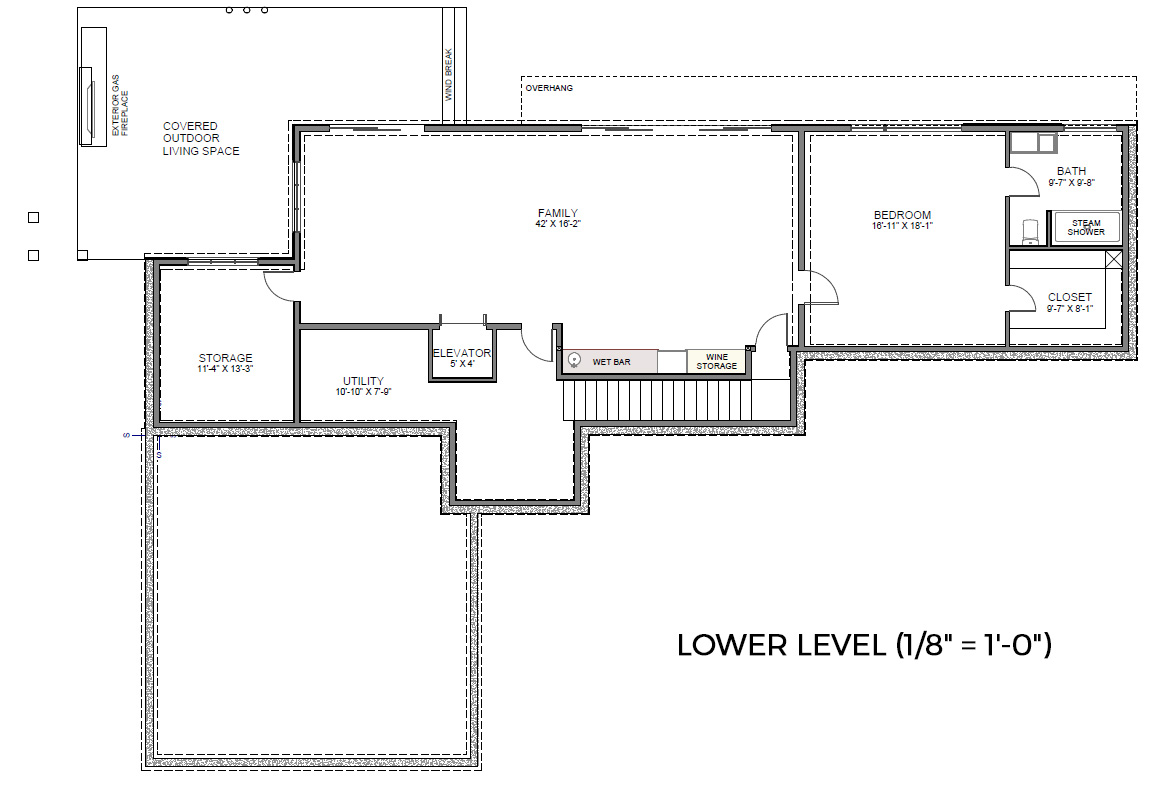 WIND BREAK
OVERHANG
EXTERIOR GAS
FIREPLACE
COVERED
OUTDOOR
LIVING SPACE
BATH
9'-7" X 9'-8"
FAMILY
42' X 16'-2"
BEDROOM
16'-11" X 18'-1"
STEAM
SHOWER
CLOSET
9'-7" X 8'-1"
STORAGE
11'-4" X 13'-3"
ELEVATOR
5' X 4'
WET BAR
WINE
STORAGE
UTILITY
10'-10" X 7'-9"
S
S
LOWER LEVEL (1/8" = 1'-0")